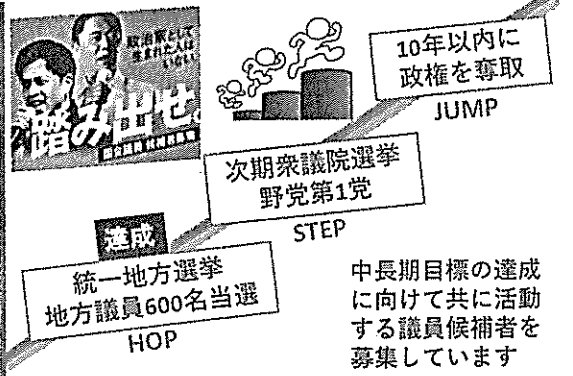 政治家として
生まれた人は
いない
踏み出せ。
10年以内に
政権を奪取
JUMP
次期衆議院選挙
野党第1党
STEP
達成
統一地方選挙
地方議員600名当選
HOP
中長期目標の達成
に向けて共に活動
する議員候補者を
募集しています